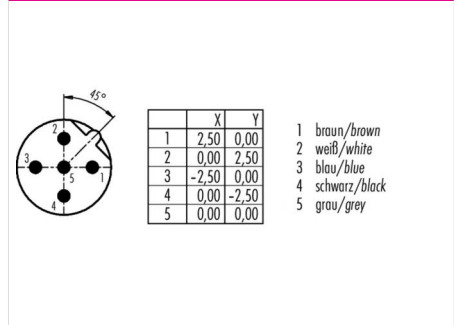 45°
2
3
5
1
4
X Y
1 2,50 0,00
2 0,00 2,50
3 -2,50 0,00
4 0,00 -2,50
5 0,00 0,00
1 braun/brown
2 weiß/white
3 blau/blue
4 schwarz/black
5 grau/grey